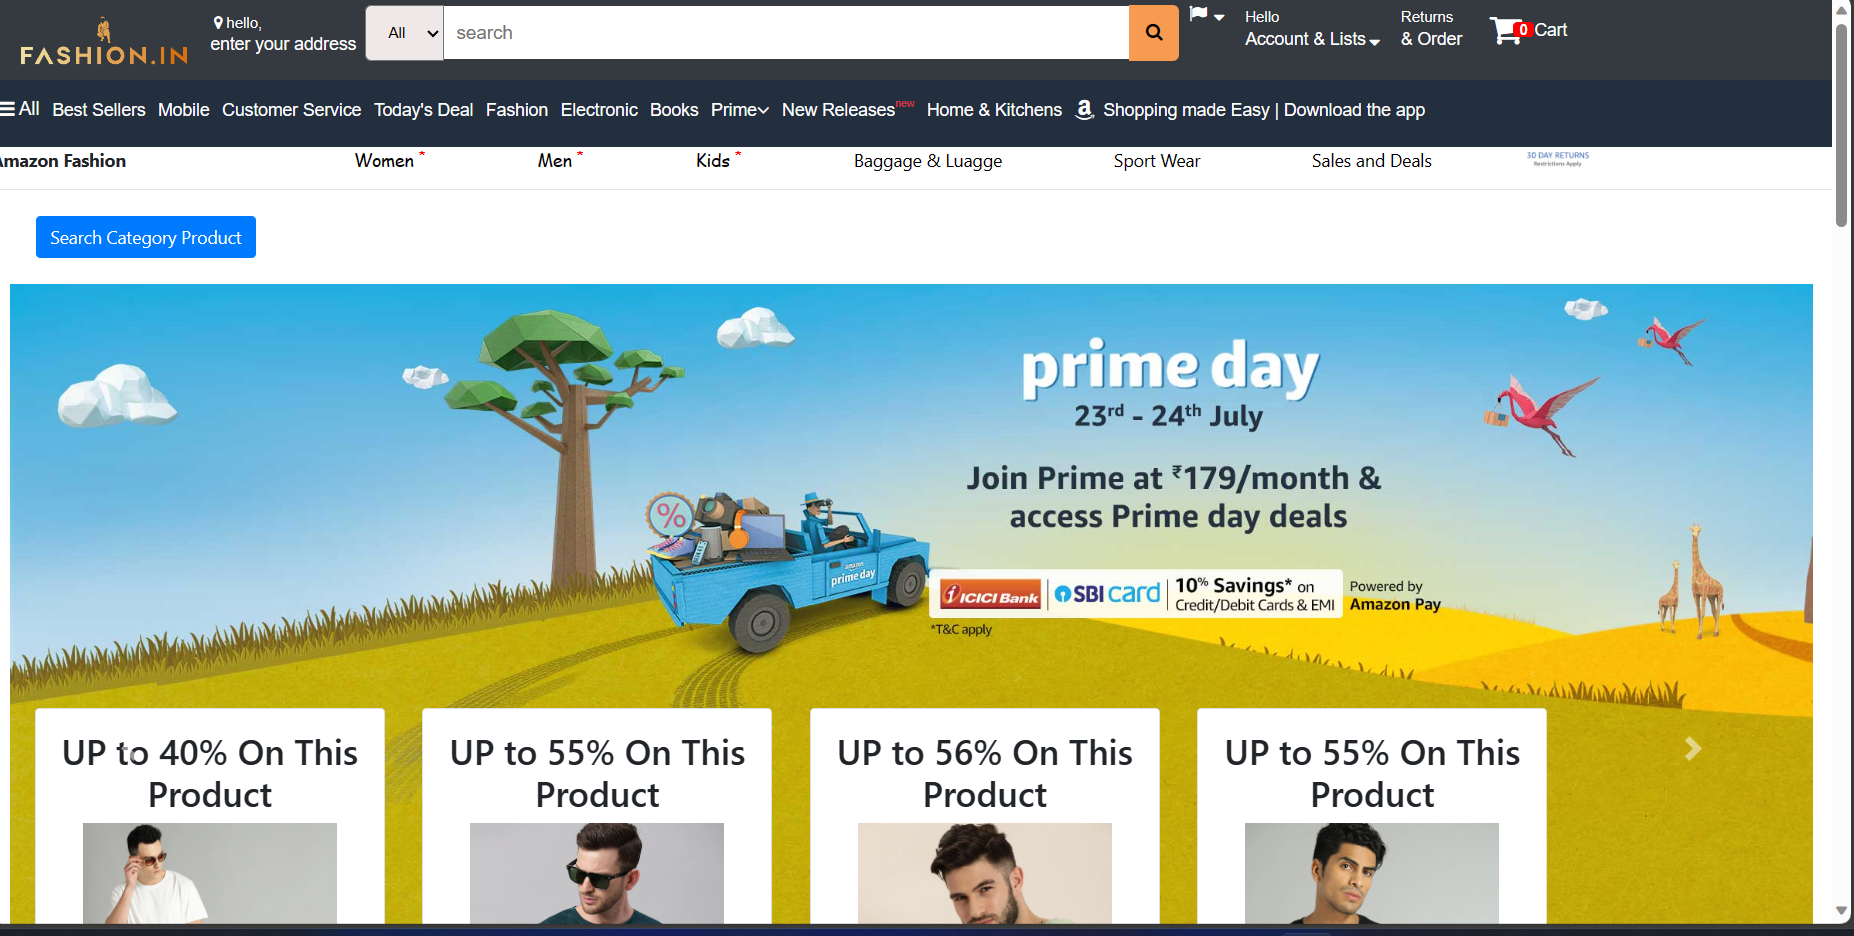 FASHION.IN
hello,
enter your address
All
search
Hello
Account & Lists
Returns
& Order
0 Cart
All Best Sellers Mobile Customer Service Today's Deal Fashion Electronic Books Prime New Releases new Home & Kitchens a Shopping made Easy | Download the app
Amazon Fashion Women * Men * Kids * Baggage & Luagge Sport Wear Sales and Deals
30 DAY RETURNS
Restrictions Apply
Search Category Product
prime day
23rd - 24th July
Join Prime at ₹179/month &
access Prime day deals
%
amazon
prime day
ICICI Bank
SBI card
10% Savings* on
Credit/Debit Cards & EMI
Powered by
Amazon Pay
*T&C apply
UP to 40% On This
Product
UP to 55% On This
Product
UP to 56% On This
Product
UP to 55% On This
Product